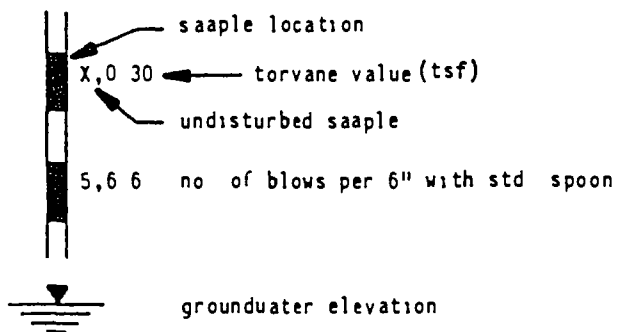 saaple location
X,0 30 torvane value (tsf)
undisturbed saaple
5,6 6 no of blows per 6" with std spoon
grounduater elevation